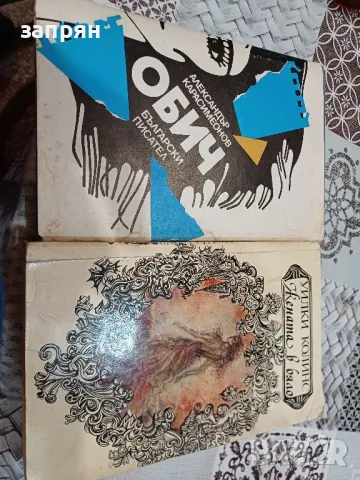 запрян
АЛЕКСАНДЪР
КАРАСИМЕОНОВ
ОБИЧ
БЪЛГАРСКИ
ПИСАТЕЛ
УИЛКИ КОЛИНС
Жената в бяло